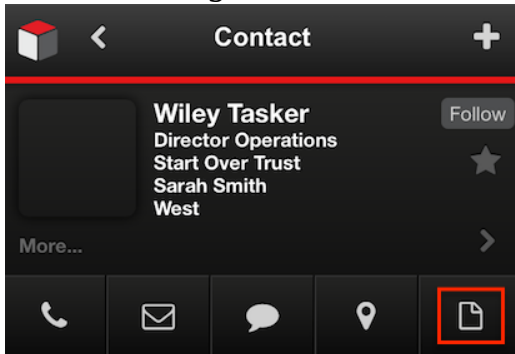 Contact
Wiley Tasker
Follow
Director Operations
Start Over Trust
Sarah Smith
West
More...